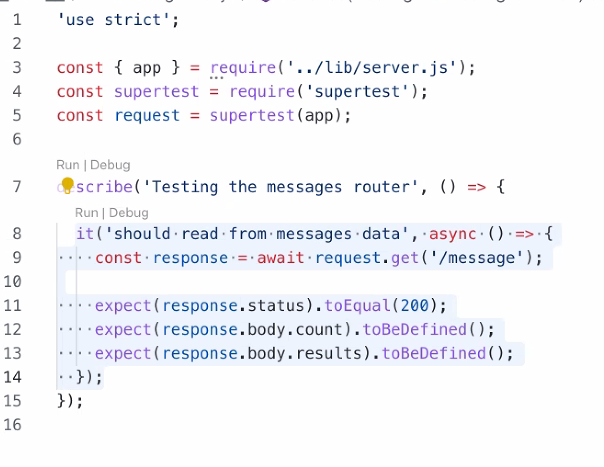 1 'use strict';
2
3 const { app } = require('../lib/server.js');
4 const supertest = require('supertest');
5 const request = supertest(app);
6
Run | Debug
7 describe('Testing the messages router', () => {
Run | Debug
8 it('should read from messages data', async () => {
9 const response = await request.get('/message');
10
11 expect(response.status).toEqual(200);
12 expect(response.body.count).toBeDefined();
13 expect(response.body.results).toBeDefined();
14 });
15 });
16